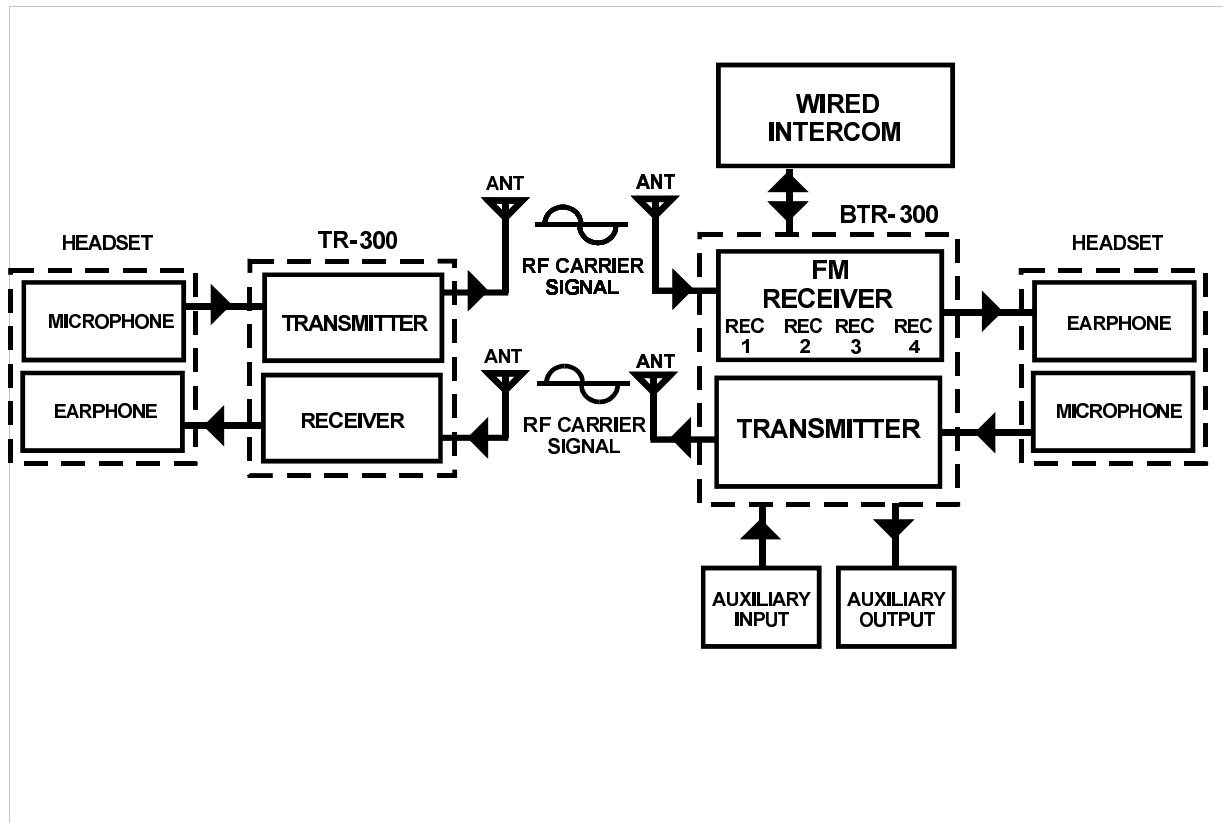 WIRED
INTERCOM
ANT
ANT
BTR-300
TR-300
HEADSET
HEADSET
RF CARRIER
SIGNAL
FM
RECEIVER
REC
1
REC
2
REC
3
REC
4
MICROPHONE
TRANSMITTER
EARPHONE
ANT
ANT
EARPHONE
RECEIVER
RF CARRIER
SIGNAL
TRANSMITTER
MICROPHONE
AUXILIARY
INPUT
AUXILIARY
OUTPUT